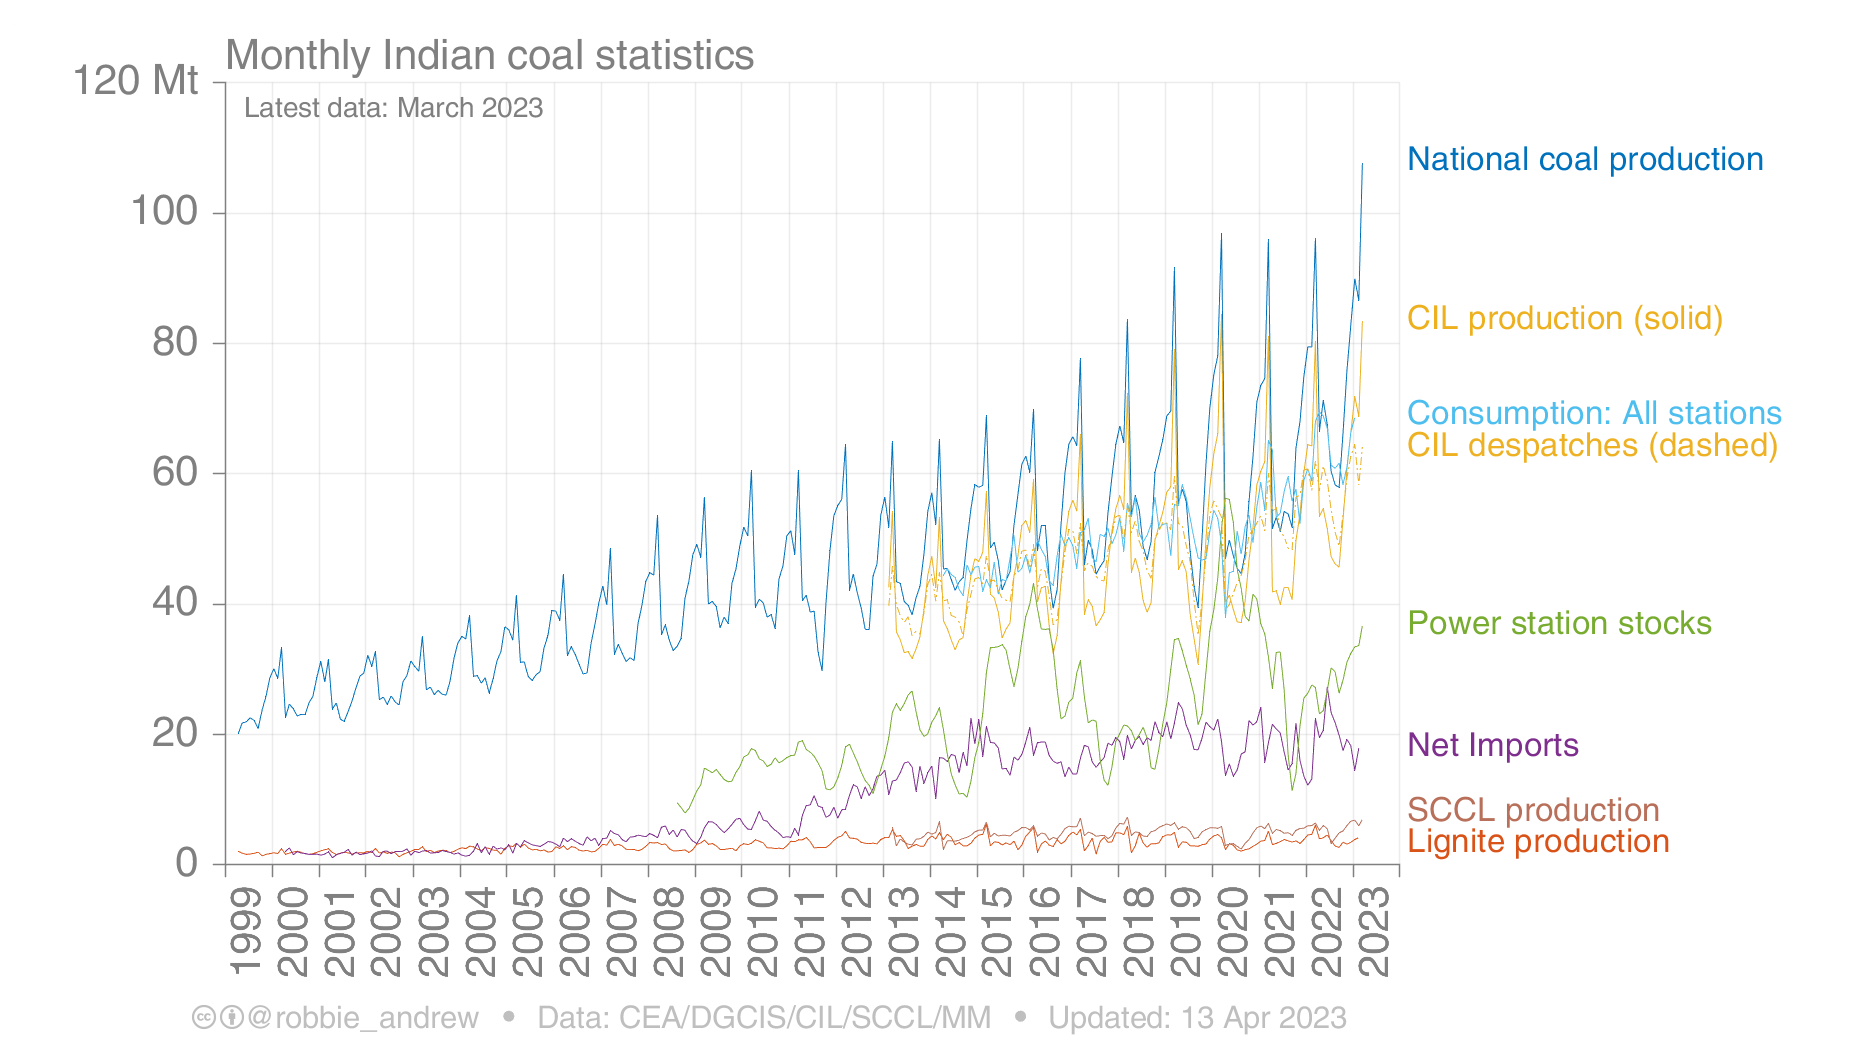 Monthly Indian coal statistics
120 Mt
Latest data: March 2023
National coal production
100
CIL production (solid)
80
Consumption: All stations
CIL despatches (dashed)
60
Power station stocks
40
20
Net Imports
SCCL production
Lignite production
0
1999 2000 2001 2002 2003 2004 2005 2006 2007 2008 2009 2010 2011 2012 2013 2014 2015 2016 2017 2018 2019 2020 2021 2022 2023
cc @robbie_andrew • Data: CEA/DGCIS/CIL/SCCL/MM • Updated: 13 Apr 2023